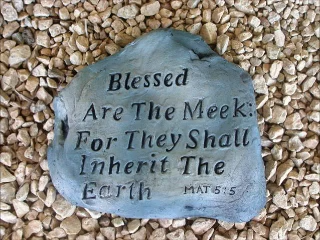 Blessed
Are The Meek:
For They Shall
Inherit The
Earth MAT 5:5